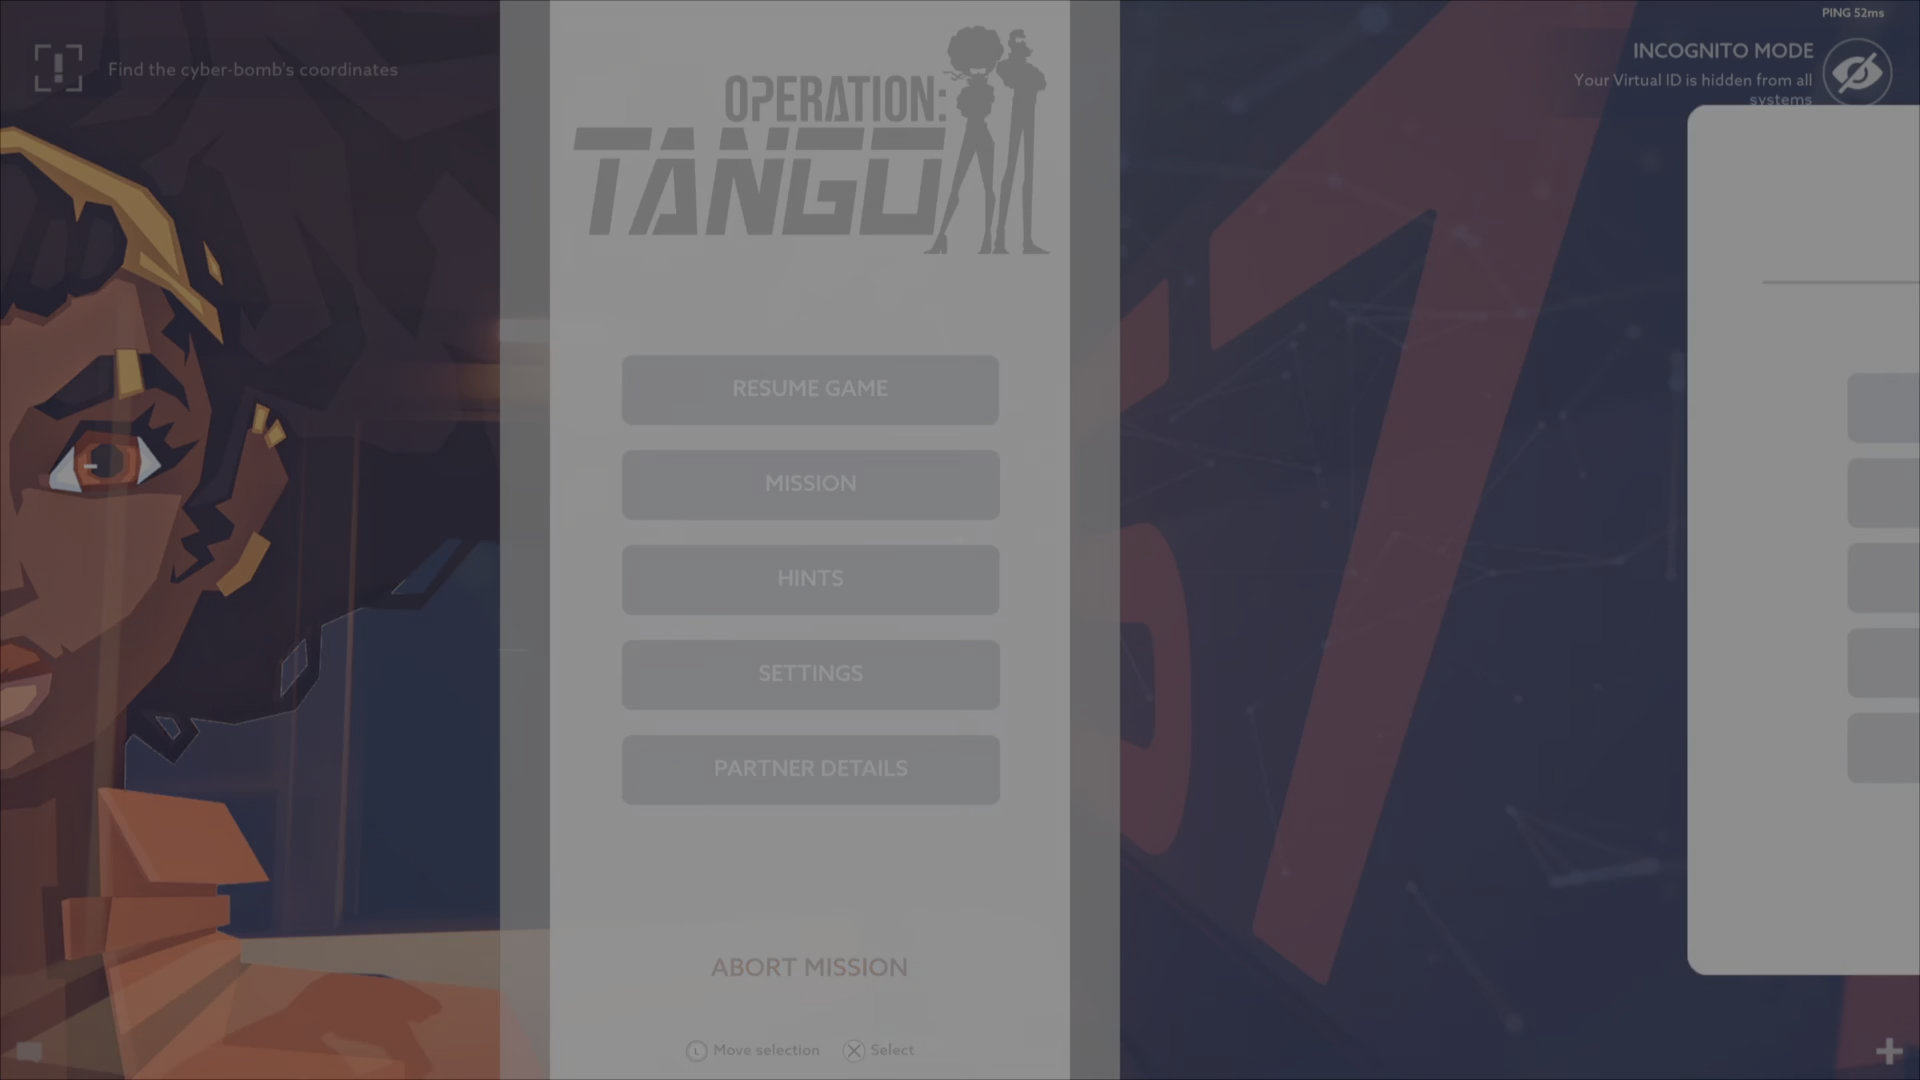 PING 52ms
Find the cyber-bomb's coordinates
INCOGNITO MODE
Your Virtual ID is hidden from all
systems
OPERATION:
TANGO
RESUME GAME
MISSION
HINTS
SETTINGS
PARTNER DETAILS
ABORT MISSION
L Move selection Select